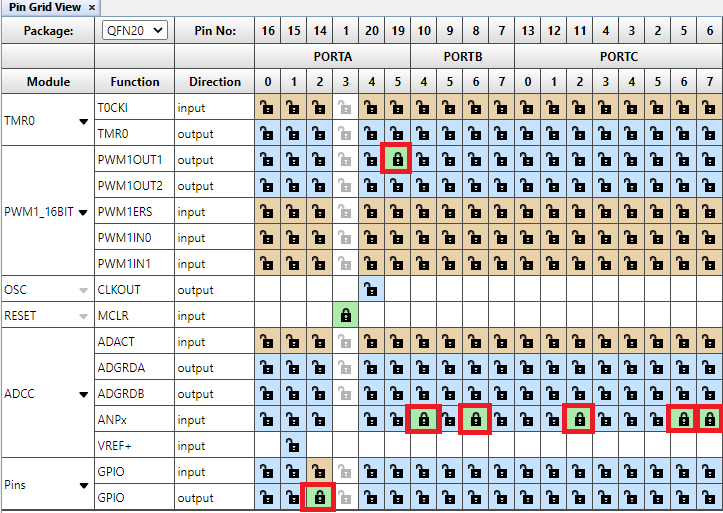 Pin Grid View ×
Package: QFN20 Pin No: 16 15 14 1 20 19 10 9 8 7 13 12 11 4 3 2 5 6
PORTA PORTB PORTC
Module Function Direction 0 1 2 3 4 5 4 5 6 7 0 1 2 3 4 5 6 7
TMR0 T0CKI input
TMR0 output
PWM1_16BIT PWM1OUT1 output
PWM1OUT2 output
PWM1ERS input
PWM1IN0 input
PWM1IN1 input
OSC CLKOUT output
RESET MCLR input
ADCC ADACT input
ADGRDA output
ADGRDB output
ANPx input
VREF+ input
Pins GPIO input
GPIO output